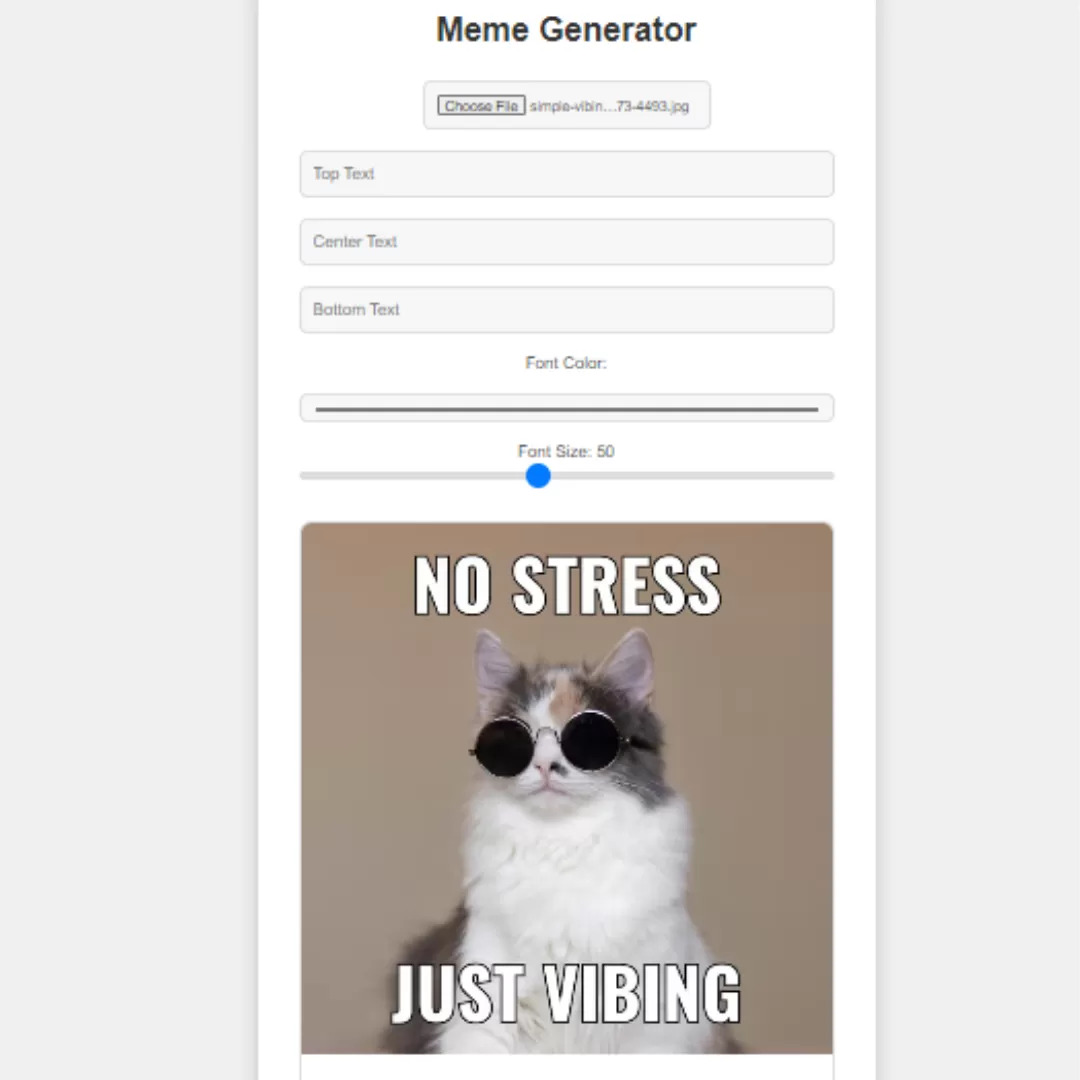 Meme Generator
Choose File simple-vibin...73-4493.jpg
Top Text
Center Text
Bottom Text
Font Color:
Font Size: 50
NO STRESS
JUST VIBING